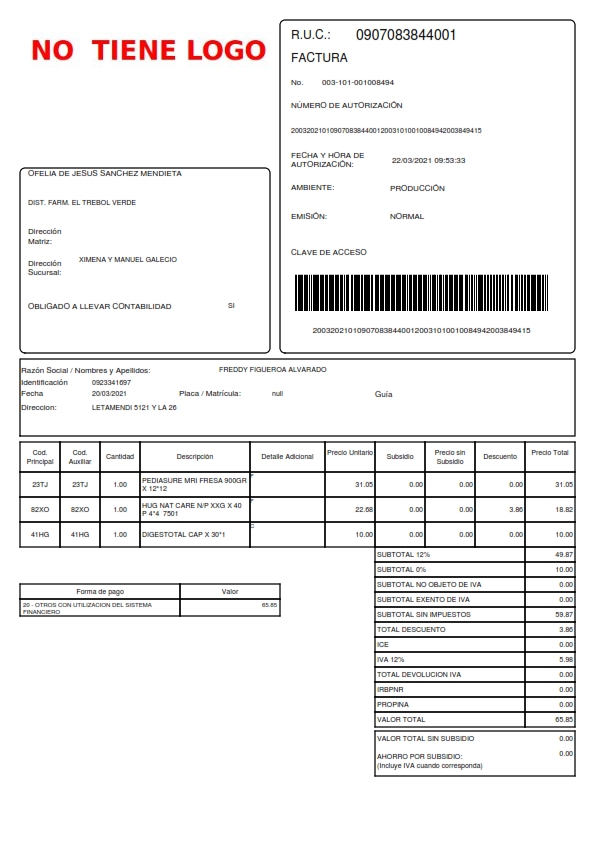 NO TIENE LOGO
R.U.C.: 0907083844001
FACTURA
No. 003-101-001008494
NÚMERO DE AUTORIZACIÓN
2003202101090708384400120031010010084942003849415
FECHA Y HORA DE
AUTORIZACIÓN: 22/03/2021 09:53:33
AMBIENTE: PRODUCCIÓN
EMISIÓN: NORMAL
CLAVE DE ACCESO
2003202101090708384400120031010010084942003849415
OFELIA DE JESUS SANCHEZ MENDIETA
DIST. FARM. EL TREBOL VERDE
Dirección
Matriz:
Dirección XIMENA Y MANUEL GALECIO
Sucursal:
OBLIGADO A LLEVAR CONTABILIDAD SI
Razón Social / Nombres y Apellidos: FREDDY FIGUEROA ALVARADO
Identificación 0923341697
Fecha 20/03/2021 Placa / Matrícula: null Guía
Direccion: LETAMENDI 5121 Y LA 26
Cod. Principal Cod. Auxiliar Cantidad Descripción Detalle Adicional Precio Unitario Subsidio Precio sin Subsidio Descuento Precio Total
23TJ 23TJ 1.00 PEDIASURE MRI FRESA 900GR X 12*12 31.05 0.00 0.00 0.00 31.05
82XO 82XO 1.00 HUG NAT CARE N/P XXG X 40 P 4*4 7501 22.68 0.00 0.00 3.86 18.82
41HG 41HG 1.00 DIGESTOTAL CAP X 30*1 10.00 0.00 0.00 0.00 10.00
SUBTOTAL 12% 49.87
SUBTOTAL 0% 10.00
SUBTOTAL NO OBJETO DE IVA 0.00
SUBTOTAL EXENTO DE IVA 0.00
SUBTOTAL SIN IMPUESTOS 59.87
TOTAL DESCUENTO 3.86
ICE 0.00
IVA 12% 5.98
TOTAL DEVOLUCION IVA 0.00
IRBPNR 0.00
PROPINA 0.00
VALOR TOTAL 65.85
VALOR TOTAL SIN SUBSIDIO 0.00
AHORRO POR SUBSIDIO: 0.00
(Incluye IVA cuando corresponda)
Forma de pago Valor
20 - OTROS CON UTILIZACION DEL SISTEMA 65.85
FINANCIERO